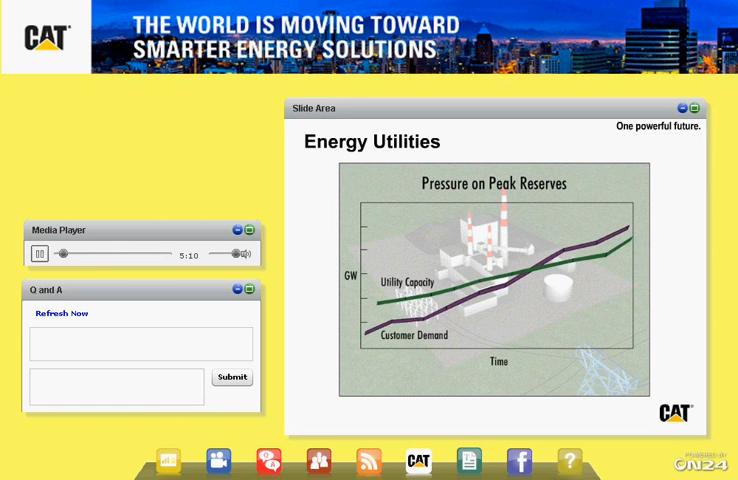 CAT
THE WORLD IS MOVING TOWARD
SMARTER ENERGY SOLUTIONS
Slide Area
One powerful future.
Energy Utilities
Pressure on Peak Reserves
GW
Utility Capacity
Customer Demand
Time
CAT
Media Player
5:10
Q and A
Refresh Now
Submit
Q
A
CAT
f
?
POWERED BY
ON24